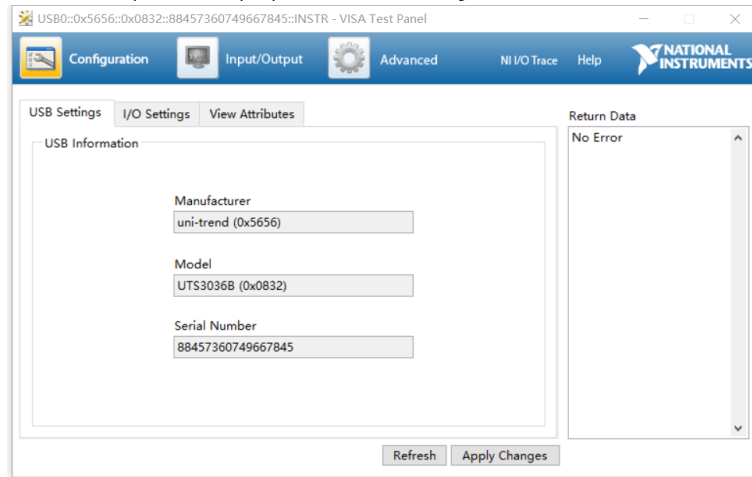 USB0::0x5656::0x0832::88457360749667845::INSTR - VISA Test Panel
Configuration Input/Output Advanced NI I/O Trace Help NATIONAL INSTRUMENTS
USB Settings I/O Settings View Attributes
Return Data
USB Information
No Error
Manufacturer
uni-trend (0x5656)
Model
UTS3036B (0x0832)
Serial Number
88457360749667845
Refresh Apply Changes